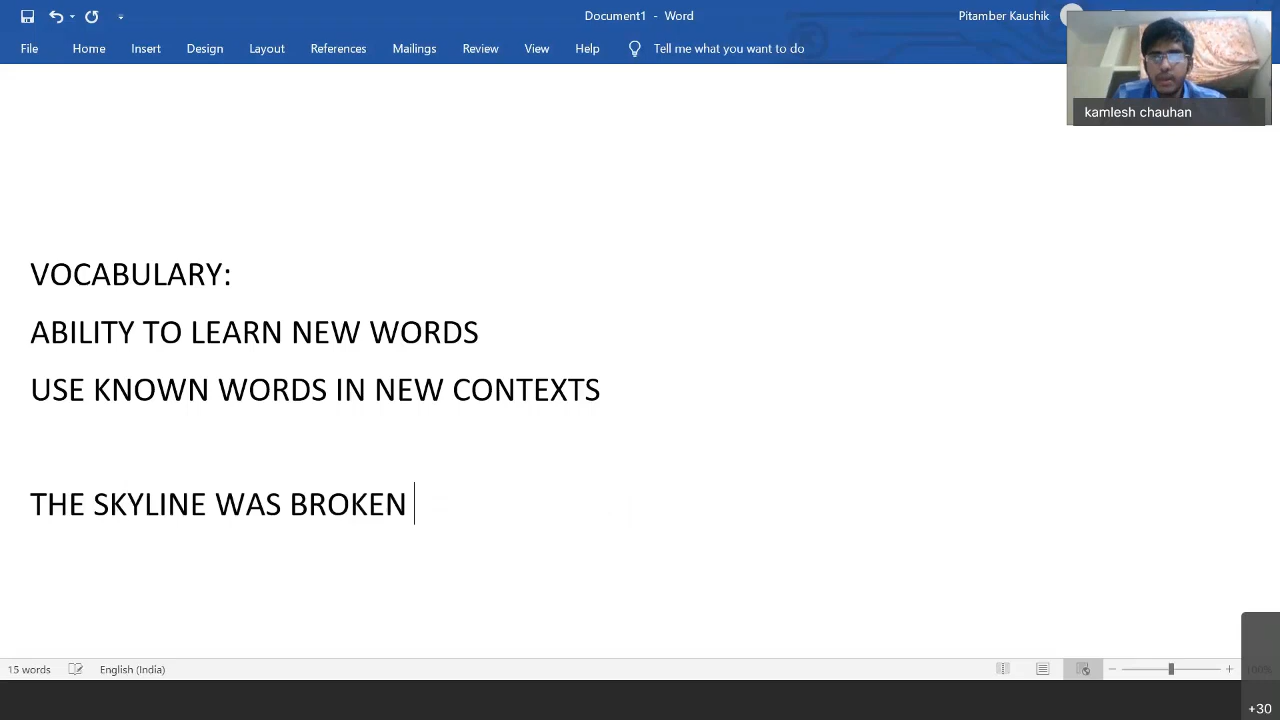 Document1 - Word
Pitamber Kaushik
File Home Insert Design Layout References Mailings Review View Help Tell me what you want to do
kamlesh chauhan
VOCABULARY:
ABILITY TO LEARN NEW WORDS
USE KNOWN WORDS IN NEW CONTEXTS
THE SKYLINE WAS BROKEN
15 words English (India) 100%
+30